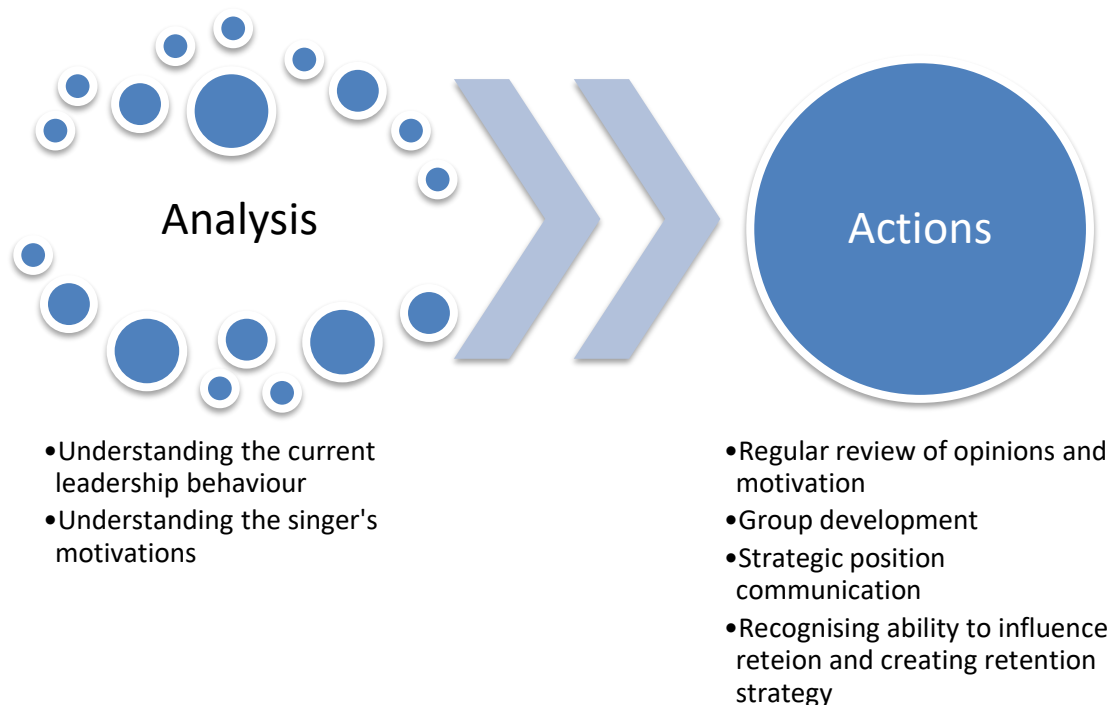 Analysis
Actions
•Understanding the current
leadership behaviour
•Understanding the singer's
motivations
•Regular review of opinions and
motivation
•Group development
•Strategic position
communication
•Recognising ability to influence
reteion and creating retention
strategy